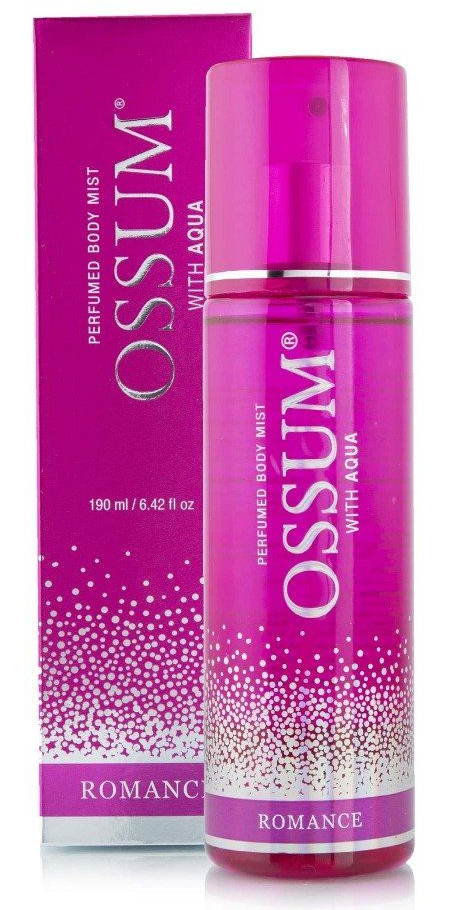 PERFUMED BODY MIST
OSSUM®
WITH AQUA
190 ml / 6.42 fl oz
ROMANC
PERFUMED BODY MIST
OSSUM®
WITH AQUA
ROMANCE